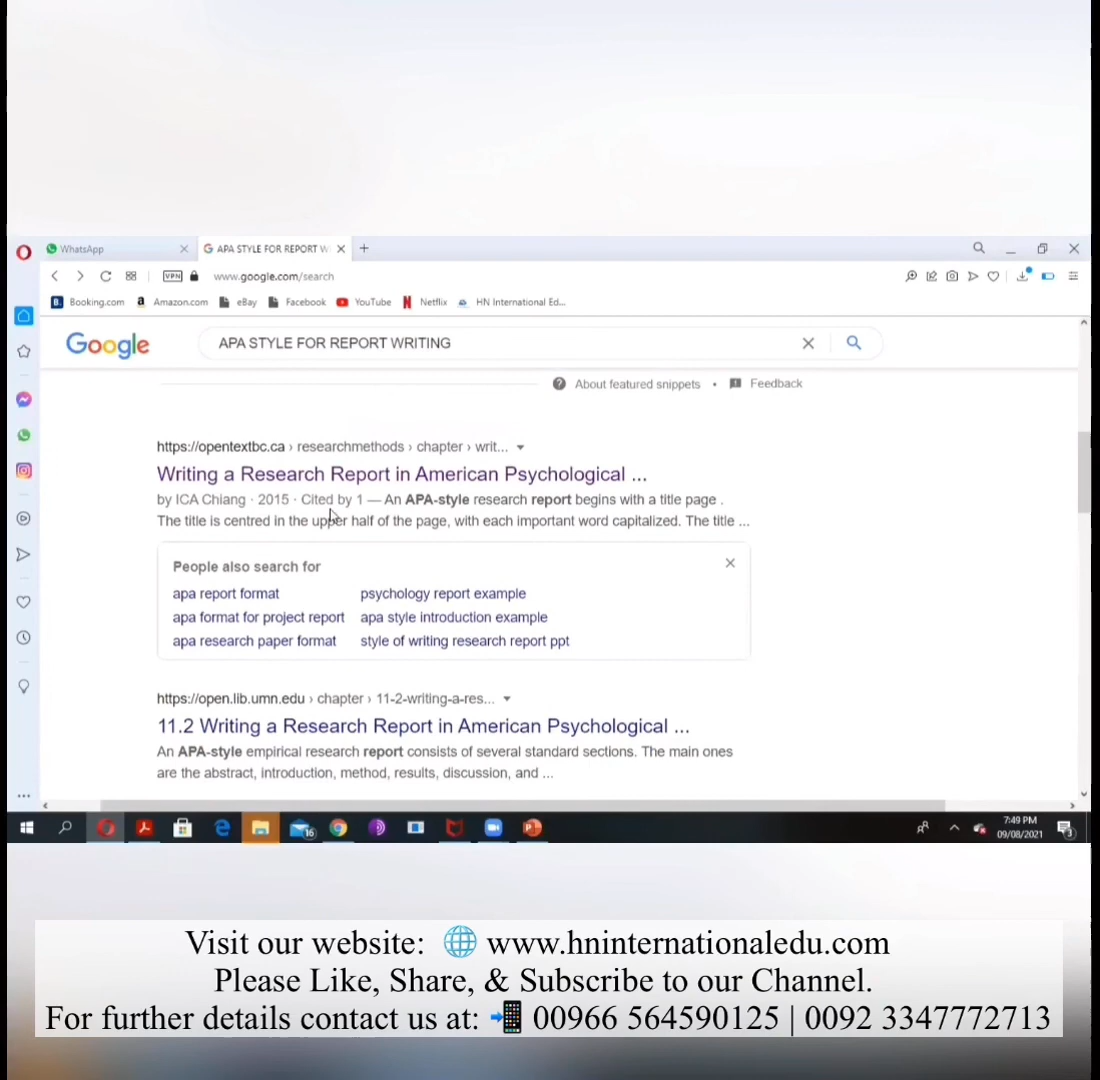 WhatsApp
APA STYLE FOR REPORT W
VPN
www.google.com/search
Booking.com
Amazon.com
eBay
Facebook
YouTube
Netflix
HN International Ed...
Google
APA STYLE FOR REPORT WRITING
About featured snippets • Feedback
https://opentextbc.ca › researchmethods › chapter › writ...
Writing a Research Report in American Psychological ...
by ICA Chiang · 2015 · Cited by 1 — An APA-style research report begins with a title page .
The title is centred in the upper half of the page, with each important word capitalized. The title ...
People also search for
apa report format
psychology report example
apa format for project report
apa style introduction example
apa research paper format
style of writing research report ppt
https://open.lib.umn.edu › chapter › 11-2-writing-a-res...
11.2 Writing a Research Report in American Psychological ...
An APA-style empirical research report consists of several standard sections. The main ones
are the abstract, introduction, method, results, discussion, and ...
16
7:49 PM
09/08/2021
3
Visit our website: www.hninternationaledu.com
Please Like, Share, & Subscribe to our Channel.
For further details contact us at: 00966 564590125 | 0092 3347772713